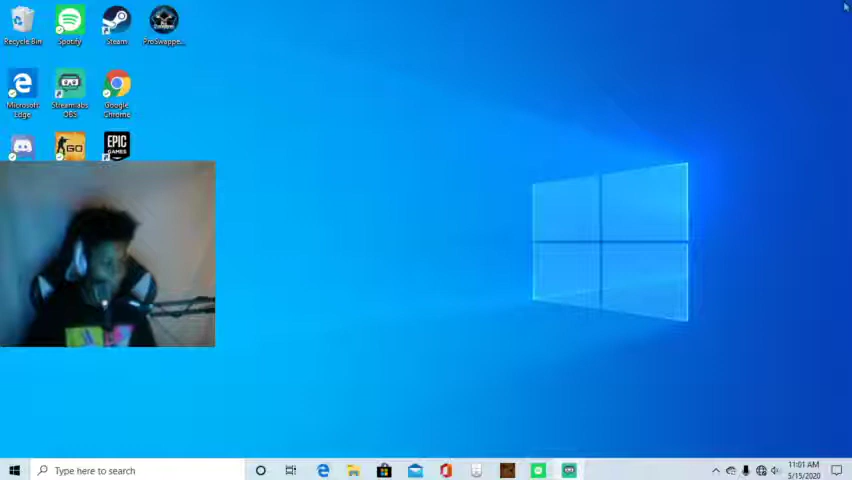 Recycle Bin
Spotify
Steam
ProSwappe...
Microsoft Edge
Streamlabs OBS
Google Chrome
GO
EPIC GAMES
Type here to search
11:01 AM
5/15/2020